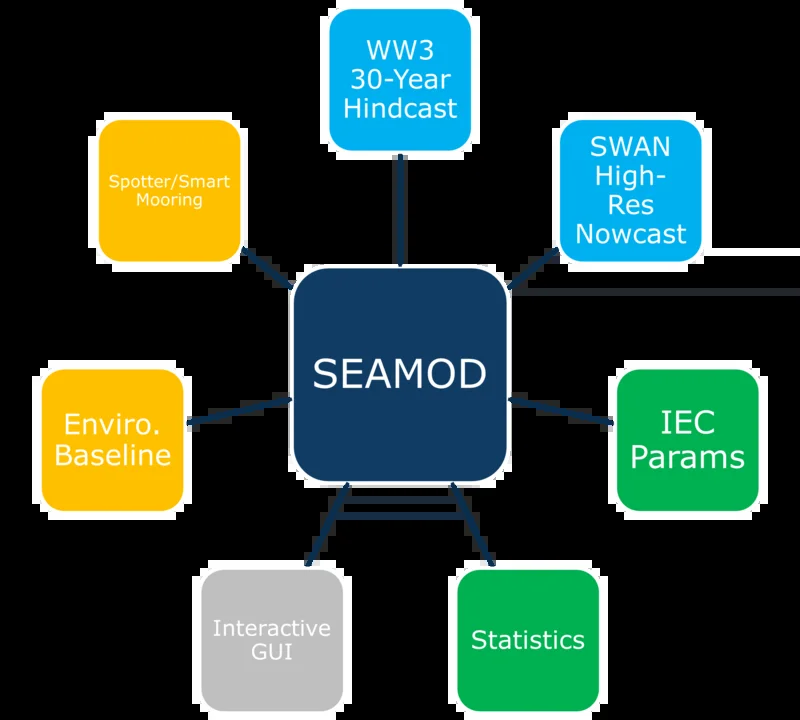 WW3
30-Year
Hindcast
SWAN
High-
Res
Nowcast
Spotter/Smart
Mooring
SEAMOD
Enviro.
Baseline
IEC
Params
Interactive
GUI
Statistics